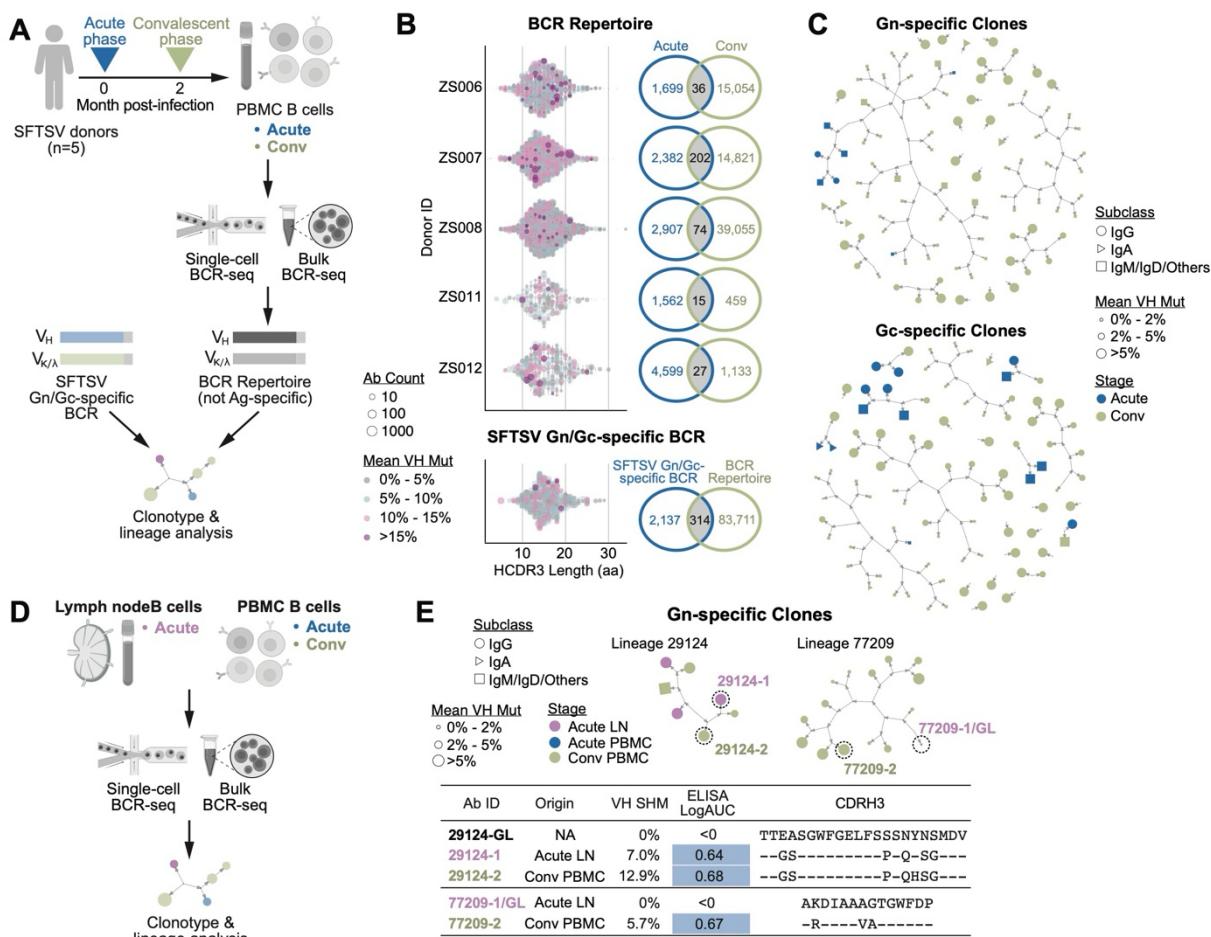 A
Acute phase
Convalescent phase
0
2
Month post-infection
SFTSV donors
(n=5)
PBMC B cells
• Acute
• Conv
Single-cell
BCR-seq
Bulk
BCR-seq
VH
VK/λ
SFTSV
Gn/Gc-specific
BCR
VH
VK/λ
BCR Repertoire
(not Ag-specific)
Clonotype &
lineage analysis
B
BCR Repertoire
Acute
Conv
Donor ID
ZS006
1,699 36 15,054
ZS007
2,382 202 14,821
ZS008
2,907 74 39,055
ZS011
1,562 15 459
ZS012
4,599 27 1,133
Ab Count
10
100
1000
Mean VH Mut
0% - 5%
5% - 10%
10% - 15%
>15%
SFTSV Gn/Gc-specific BCR
SFTSV Gn/Gc-
specific BCR
BCR
Repertoire
2,137 314 83,711
10 20 30
HCDR3 Length (aa)
C
Gn-specific Clones
Gc-specific Clones
Subclass
IgG
IgA
IgM/IgD/Others
Mean VH Mut
0% - 2%
2% - 5%
>5%
Stage
Acute
Conv
D
Lymph nodeB cells
• Acute
PBMC B cells
• Acute
• Conv
Single-cell
BCR-seq
Bulk
BCR-seq
Clonotype &
lineage analysis
E
Gn-specific Clones
Subclass
IgG
IgA
IgM/IgD/Others
Mean VH Mut
0% - 2%
2% - 5%
>5%
Stage
Acute LN
Acute PBMC
Conv PBMC
Lineage 29124
29124-1
29124-2
Lineage 77209
77209-1/GL
77209-2
Ab ID Origin VH SHM ELISA LogAUC CDRH3
29124-GL NA 0% <0 TTEASGWFGELFSSSNYNSMDV
29124-1 Acute LN 7.0% 0.64 --GS---------P-Q-SG---
29124-2 Conv PBMC 12.9% 0.68 --GS---------P-QHSG---
77209-1/GL Acute LN 0% <0 AKDIAAAGTGWFDP
77209-2 Conv PBMC 5.7% 0.67 -R----VA------